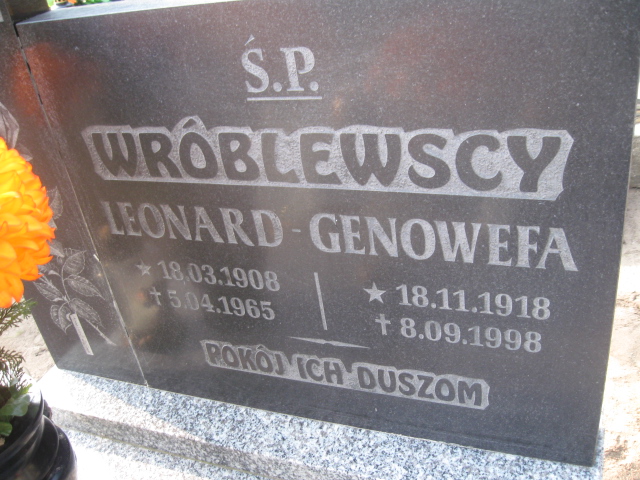 Ś.P.
WRÓBLEWSCY
LEONARD - GENOWEFA
★ 18.03.1908 ★ 18.11.1918
✝ 5.04.1965 ✝ 8.09.1998
POKÓJ ICH DUSZOM